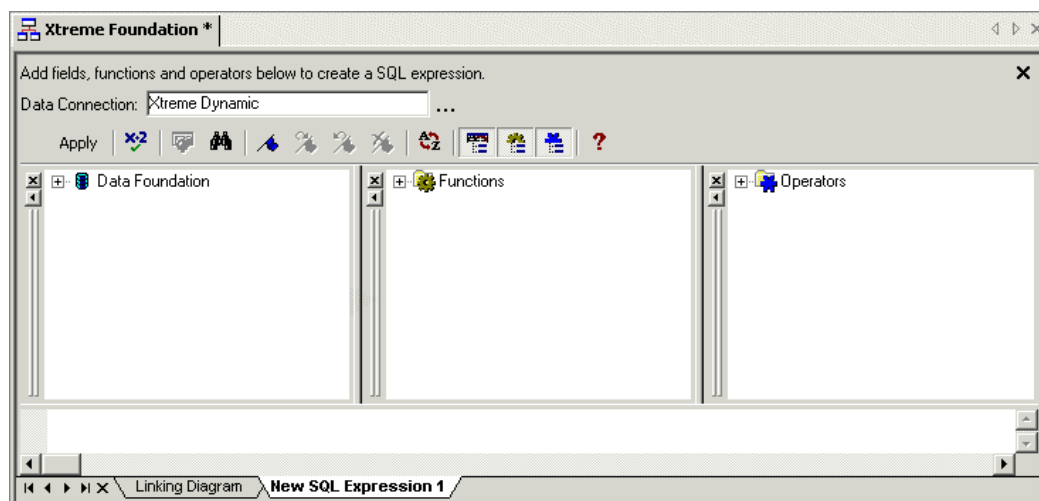 Xtreme Foundation *
Add fields, functions and operators below to create a SQL expression.
Data Connection: Xtreme Dynamic ...
Apply x+2 A Z ?
Data Foundation Functions Operators
Linking Diagram New SQL Expression 1